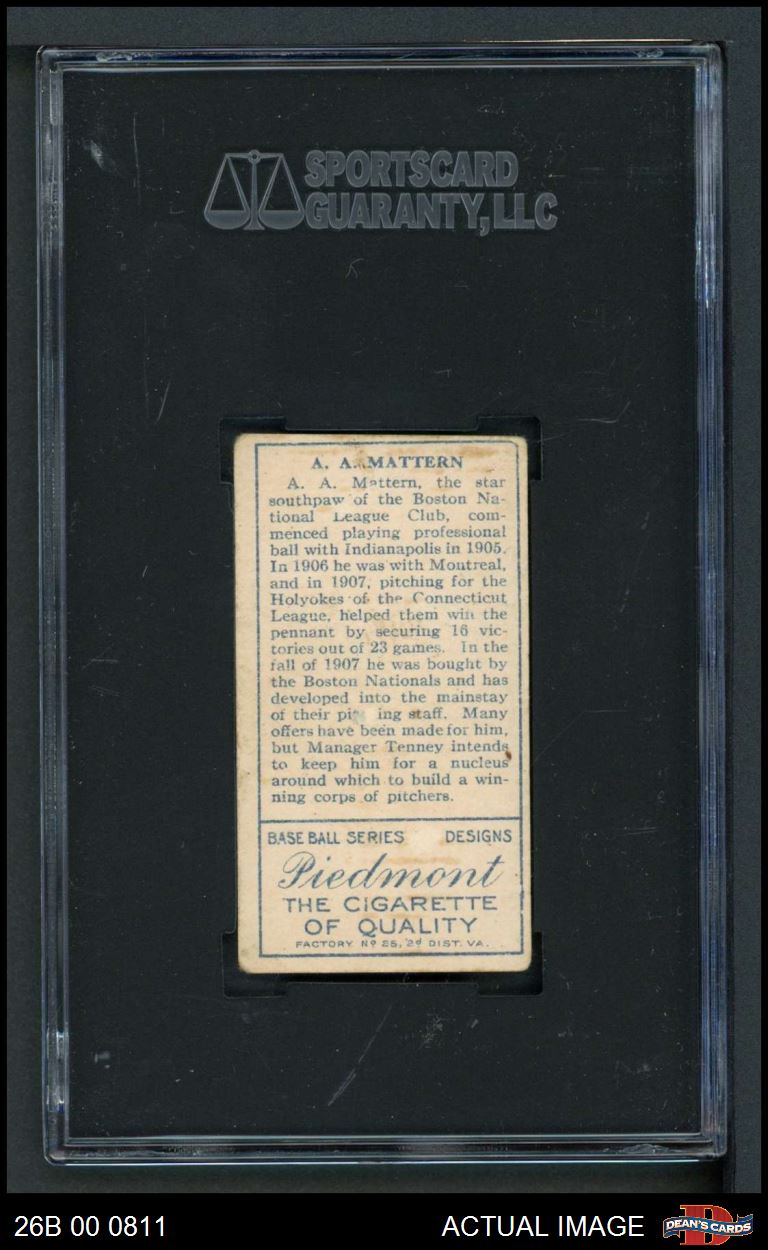 SPORTSCARD
GUARANTY, LLC
A. A. MATTERN
A. A. Mattern, the star
southpaw of the Boston Na-
tional League Club, com-
menced playing professional
ball with Indianapolis in 1905.
In 1906 he was with Montreal,
and in 1907, pitching for the
Holyokes of the Connecticut
League, helped them win the
pennant by securing 16 vic-
tories out of 23 games. In the
fall of 1907 he was bought by
the Boston Nationals and has
developed into the mainstay
of their pi ing staff. Many
offers have been made for him,
but Manager Tenney intends
to keep him for a nucleus
around which to build a win-
ning corps of pitchers.
BASE BALL SERIES DESIGNS
Piedmont
THE CIGARETTE
OF QUALITY
FACTORY No 25, 2d DIST. VA.
26B 00 0811 ACTUAL IMAGE DEAN'S CARDS